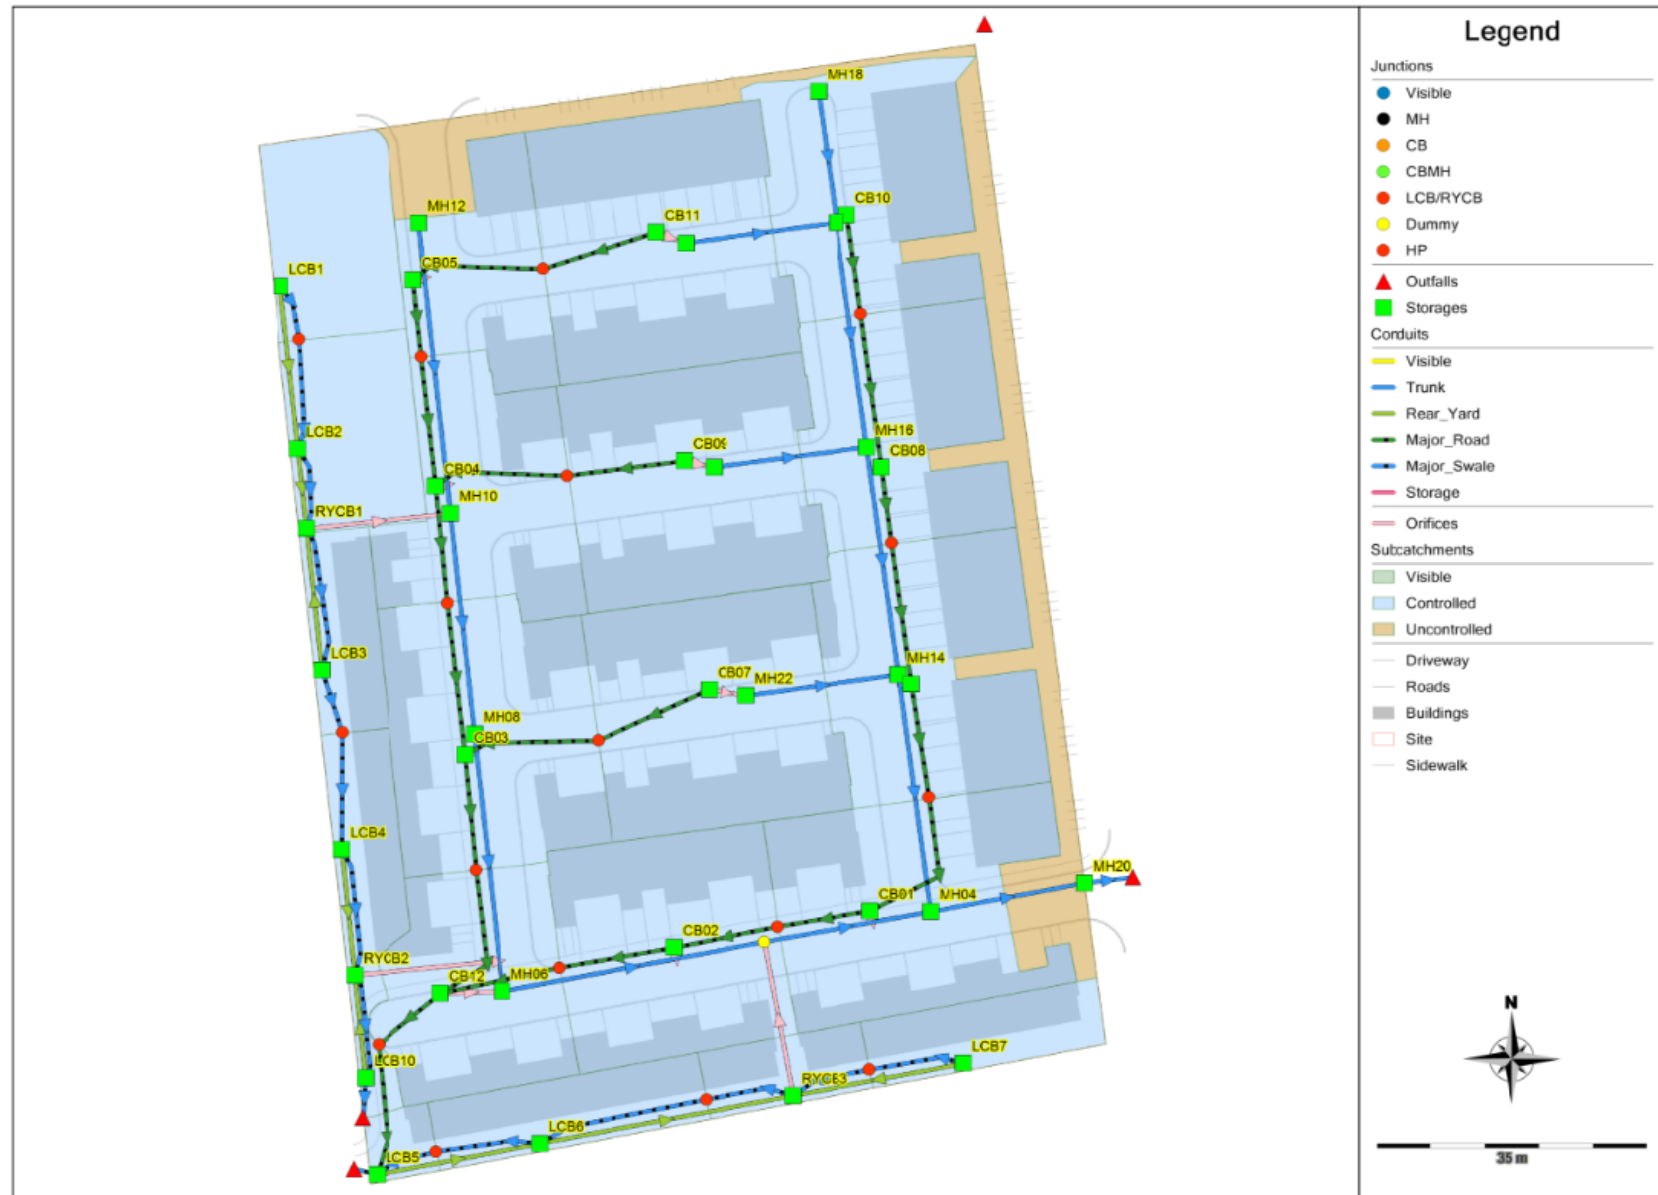 Legend
Junctions
Visible
MH
CB
CBMH
LCB/RYCB
Dummy
HP
Outfalls
Storages
Conduits
Visible
Trunk
Rear_Yard
Major_Road
Major_Swale
Storage
Orifices
Subcatchments
Visible
Controlled
Uncontrolled
Driveway
Roads
Buildings
Site
Sidewalk
N
35 m
MH18
CB10
CB11
MH12
CB05
LCB1
MH16
CB09
CB08
LCB2
CB04
MH10
RYCB1
LCB3
MH14
CB07
MH22
MH08
CB03
LCB4
MH20
CB01
MH04
CB02
RYCB2
CB12
MH06
LCB10
LCB7
RYCB3
LCB6
LCB5